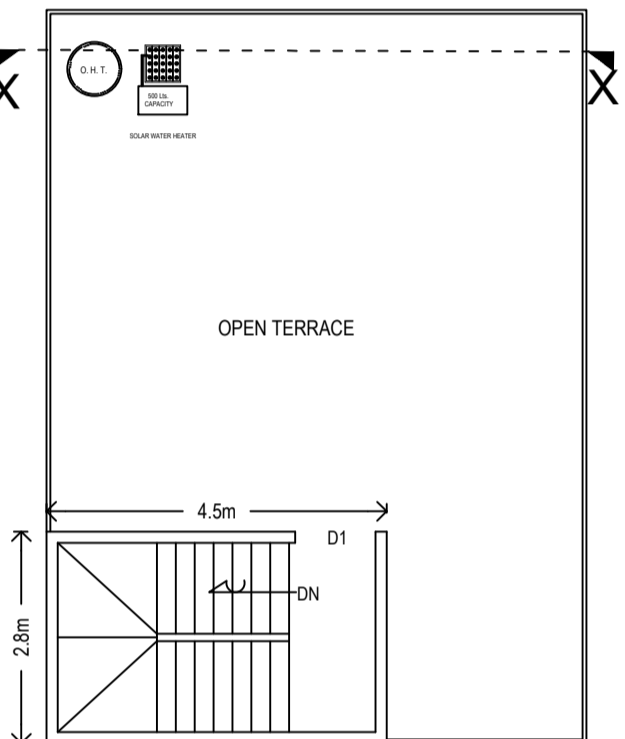 X
O. H. T.
500 Lts.
CAPACITY
SOLAR WATER HEATER
X
OPEN TERRACE
4.5m
D1
DN
2.8m